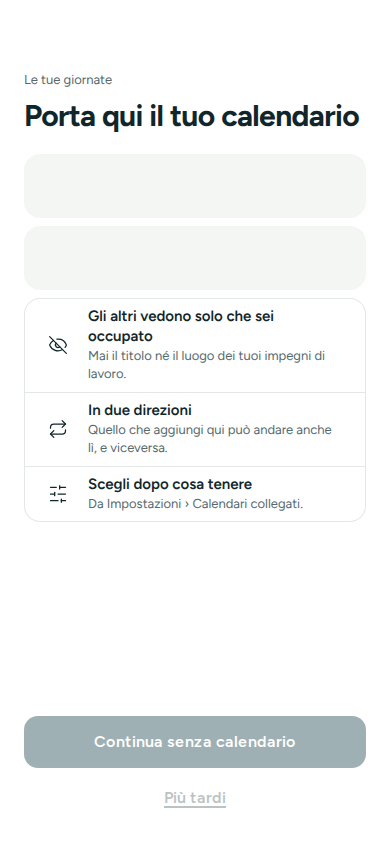 Le tue giornate
Porta qui il tuo calendario
Gli altri vedono solo che sei
occupato
Mai il titolo né il luogo dei tuoi impegni di
lavoro.
In due direzioni
Quello che aggiungi qui può andare anche
lì, e viceversa.
Scegli dopo cosa tenere
Da Impostazioni › Calendari collegati.
Continua senza calendario
Più tardi